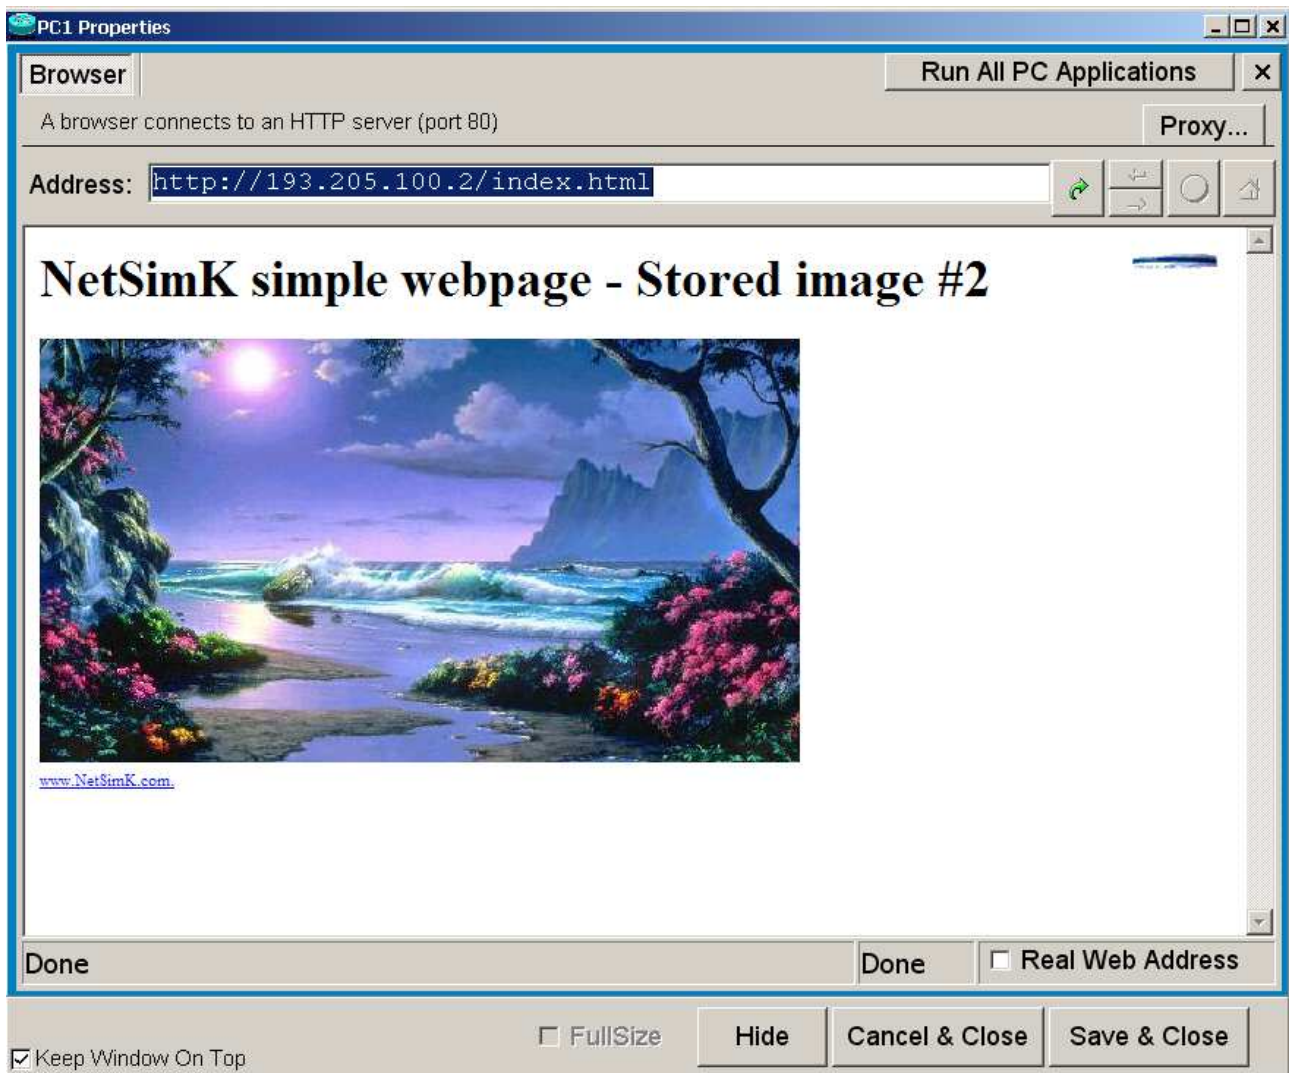 PC1 Properties
Browser
Run All PC Applications
A browser connects to an HTTP server (port 80)
Proxy...
Address: http://193.205.100.2/index.html
NetSimK simple webpage - Stored image #2
www.NetSimK.com.
Done
Done
Real Web Address
FullSize
Hide
Cancel & Close
Save & Close
Keep Window On Top